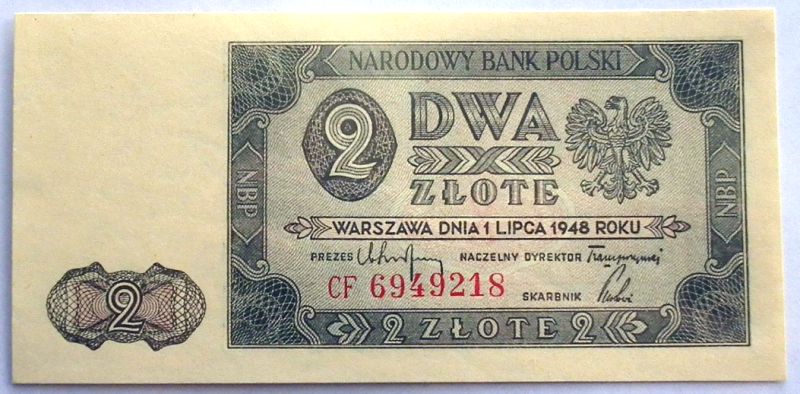 NARODOWY BANK POLSKI
2 DWA
ZŁOTE
NBP
NBP
WARSZAWA DNIA 1 LIPCA 1948 ROKU
PREZES NACZELNY DYREKTOR
CF 6949218 SKARBNIK
2
2 ZŁOTE 2